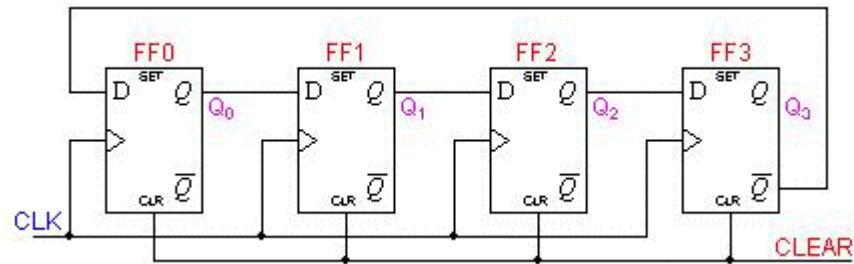 FF0 FF1 FF2 FF3
SET SET SET SET
D Q D Q D Q D Q
Q₀ Q₁ Q₂ Q₃
Q̅ Q̅ Q̅ Q̅
CLR CLR CLR CLR
CLK
CLEAR